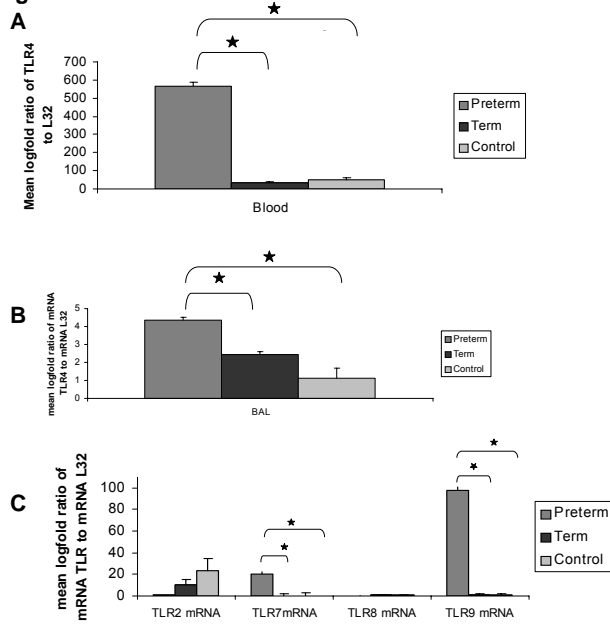 A
Mean logfold ratio of TLR4
to L32
700
600
500
400
300
200
100
0
Blood
Preterm
Term
Control
B
mean logfold ratio of mRNA
TLR4 to mRNA L32
5
4
3
2
1
0
BAL
Preterm
Term
Control
C
mean logfold ratio of
mRNA TLR to mRNA L32
100
80
60
40
20
0
TLR2 mRNA
TLR7mRNA
TLR8 mRNA
TLR9 mRNA
Preterm
Term
Control